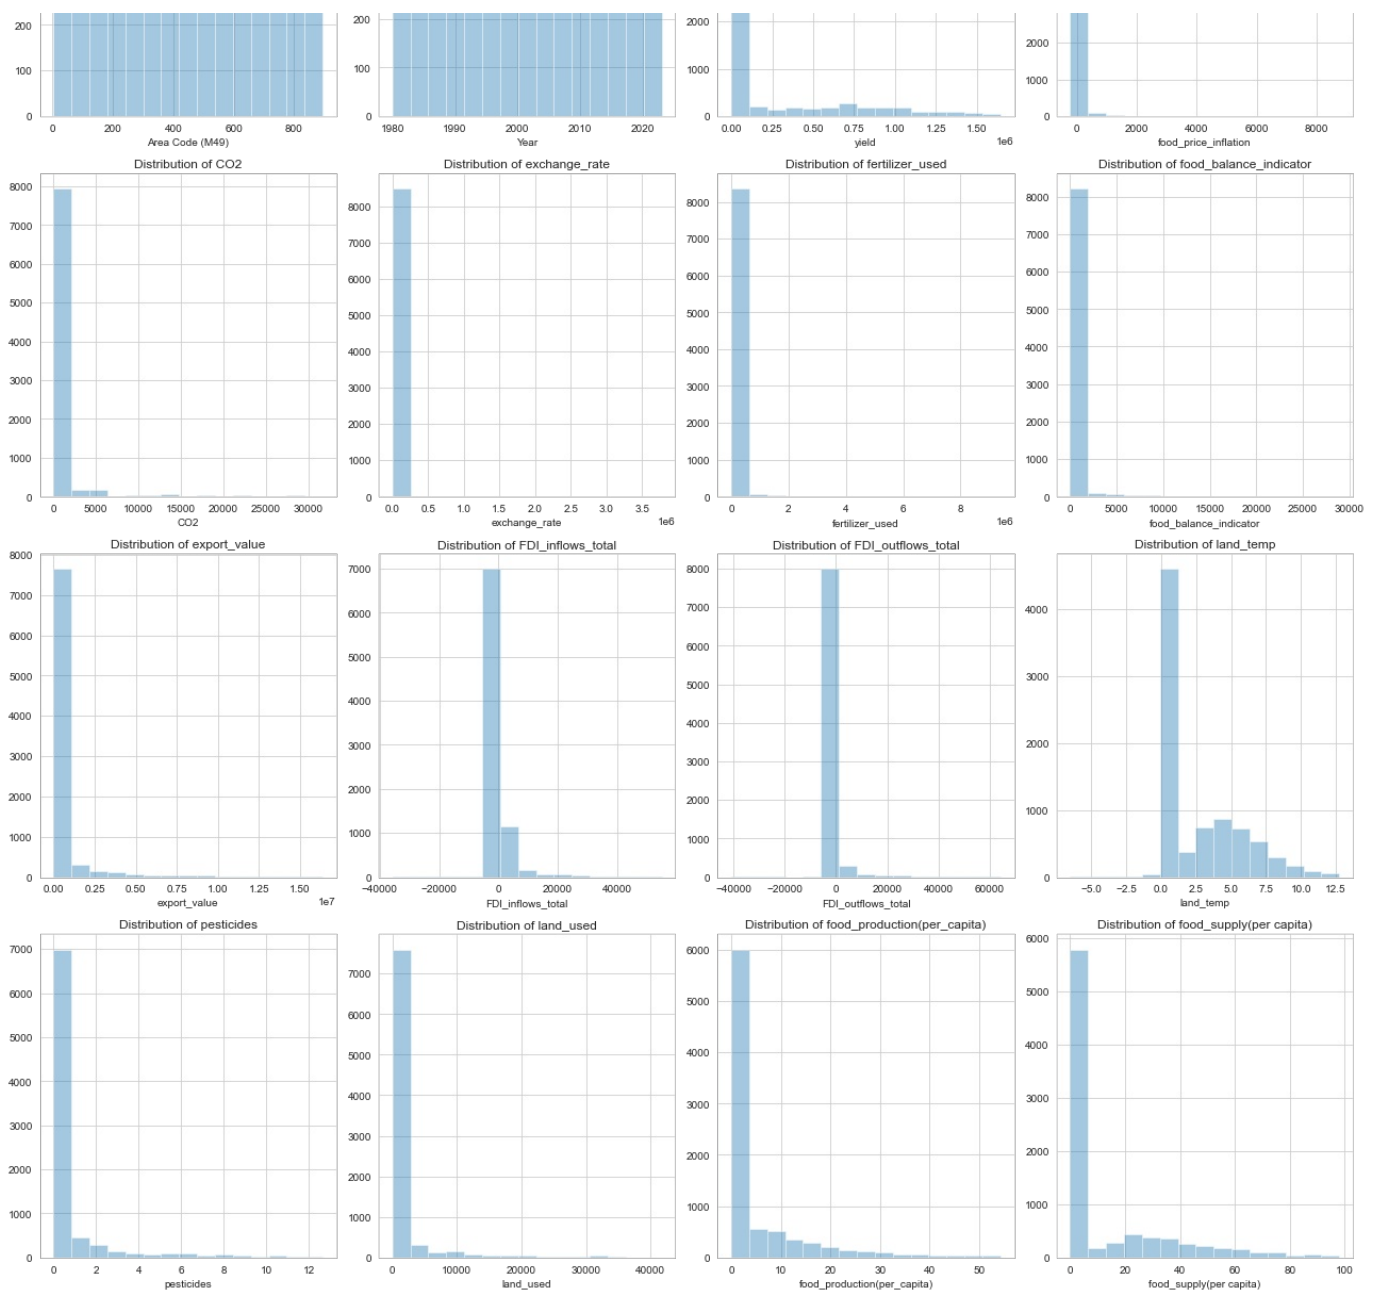 200 200 2000 2000
100 100 1000 1000
0 0 0 0
0 200 400 600 800 1980 1990 2000 2010 2020 0.00 0.25 0.50 0.75 1.00 1.25 1.50 0 2000 4000 6000 8000
Area Code (M49) Year yield 1e6 food_price_inflation
Distribution of CO2 Distribution of exchange_rate Distribution of fertilizer_used Distribution of food_balance_indicator
8000 8000 8000 8000
7000 7000 7000 7000
6000 6000 6000 6000
5000 5000 5000 5000
4000 4000 4000 4000
3000 3000 3000 3000
2000 2000 2000 2000
1000 1000 1000 1000
0 0 0 0
0 5000 10000 15000 20000 25000 30000 0.0 0.5 1.0 1.5 2.0 2.5 3.0 3.5 0 2 4 6 8 0 5000 10000 15000 20000 25000 30000
CO2 exchange_rate 1e6 fertilizer_used 1e6 food_balance_indicator
Distribution of export_value Distribution of FDI_inflows_total Distribution of FDI_outflows_total Distribution of land_temp
8000 7000 8000 4000
7000 6000 7000 3000
6000 5000 6000 2000
5000 4000 5000 1000
4000 3000 4000 0
3000 2000 3000
2000 1000 2000
1000 0 1000
0 0
0.00 0.25 0.50 0.75 1.00 1.25 1.50 −40000 −20000 0 20000 40000 −40000 −20000 0 20000 40000 60000 −5.0 −2.5 0.0 2.5 5.0 7.5 10.0 12.5
export_value 1e7 FDI_inflows_total FDI_outflows_total land_temp
Distribution of pesticides Distribution of land_used Distribution of food_production(per_capita) Distribution of food_supply(per capita)
7000 7000 6000 6000
6000 6000 5000 5000
5000 5000 4000 4000
4000 4000 3000 3000
3000 3000 2000 2000
2000 2000 1000 1000
1000 1000 0 0
0 0
0 2 4 6 8 10 12 0 10000 20000 30000 40000 0 10 20 30 40 50 0 20 40 60 80 100
pesticides land_used food_production(per_capita) food_supply(per capita)